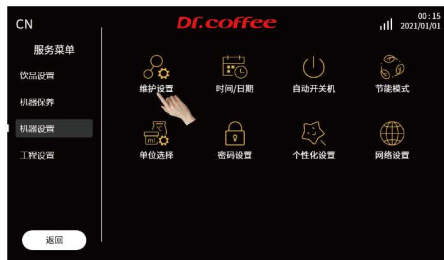 CN
Dr.coffee
00:15
2021/01/01
服务菜单
饮品设置
机器保养
机器设置
工程设置
返回
维护设置
时间/日期
自动开关机
节能模式
单位选择
密码设置
个性化设置
网络设置